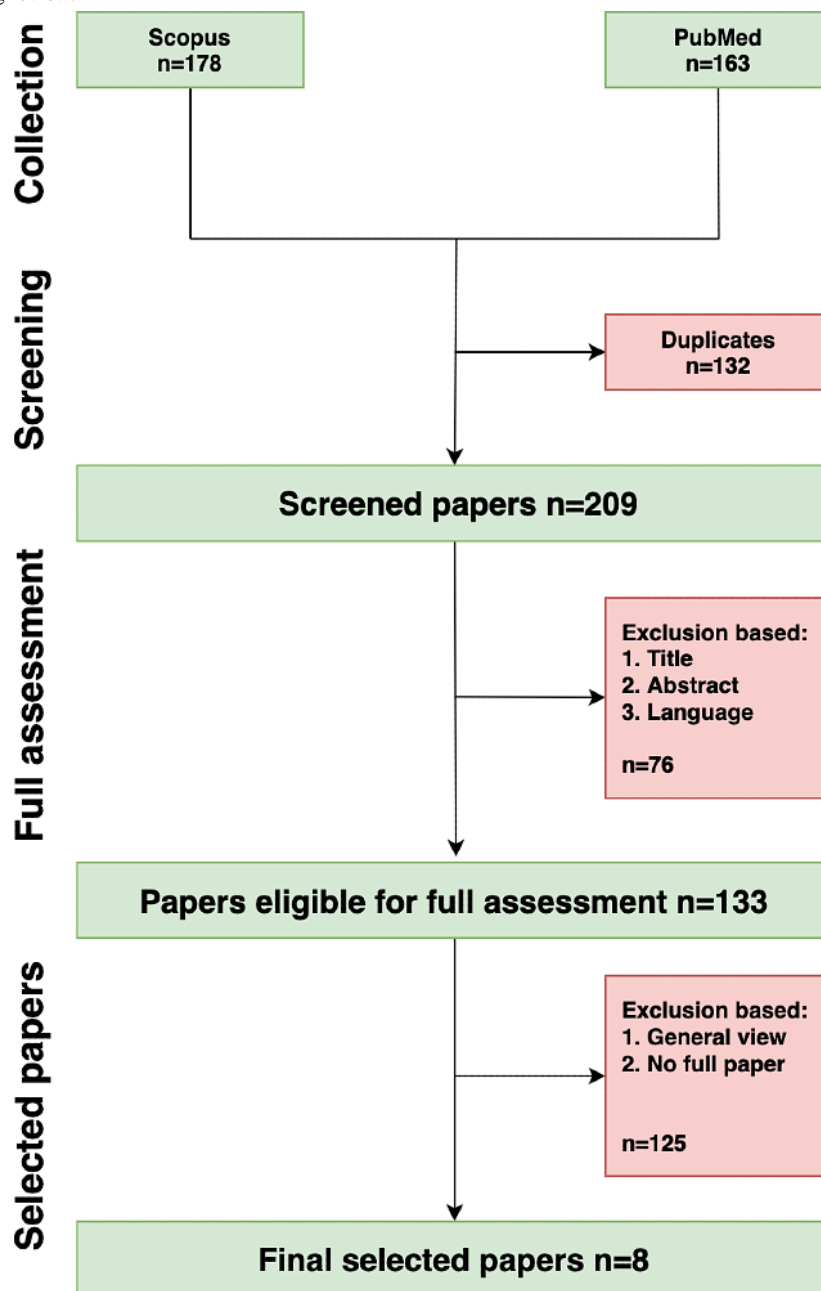 Collection
Scopus
n=178
PubMed
n=163
Screening
Duplicates
n=132
Screened papers n=209
Full assessment
Exclusion based:
1. Title
2. Abstract
3. Language
n=76
Papers eligible for full assessment n=133
Selected papers
Exclusion based:
1. General view
2. No full paper
n=125
Final selected papers n=8